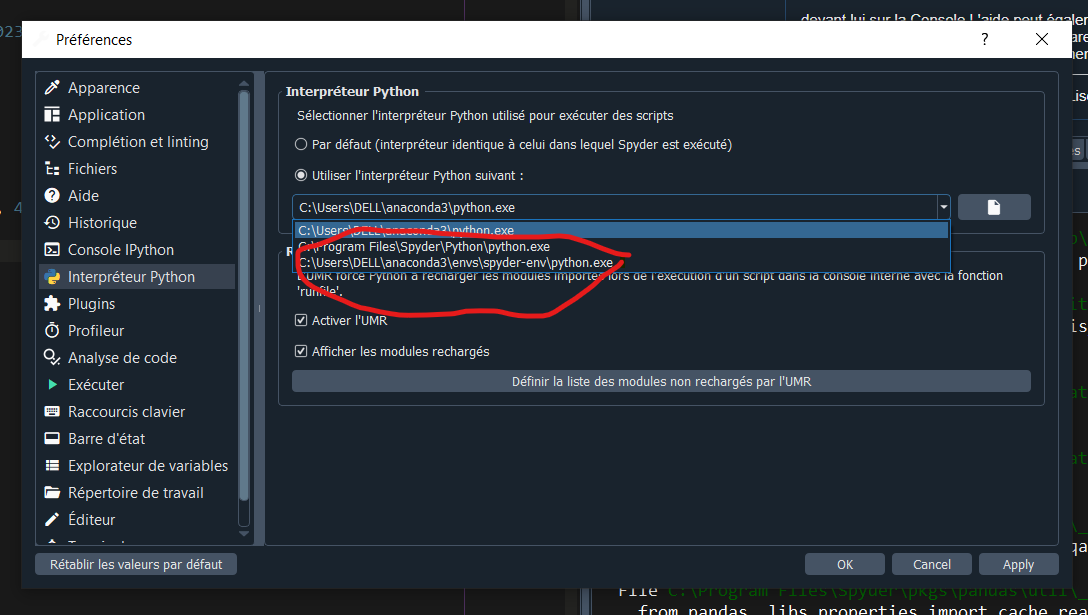 023
devant lui sur la Console L'aide peut égaler
Préférences
?
Apparence
Application
Complétion et linting
Fichiers
Aide
Historique
Console IPython
Interpréteur Python
Plugins
Profileur
Analyse de code
Exécuter
Raccourcis clavier
Barre d'état
Explorateur de variables
Répertoire de travail
Éditeur
Interpréteur Python
Sélectionner l'interpréteur Python utilisé pour exécuter des scripts
Par défaut (interpréteur identique à celui dans lequel Spyder est exécuté)
Utiliser l'interpréteur Python suivant :
C:\Users\DELL\anaconda3\python.exe
C:\Users\DELL\anaconda3\python.exe
C:\Program Files\Spyder\Python\python.exe
C:\Users\DELL\anaconda3\envs\spyder-env\python.exe
L'UMR force Python à recharger les modules importés lors de l'exécution d'un script dans la console interne avec la fonction
'runfile'.
Activer l'UMR
Afficher les modules rechargés
Définir la liste des modules non rechargés par l'UMR
Rétablir les valeurs par défaut
OK
Cancel
Apply
File C:\Program Files\Spyder\pkgs\pandas\util\_
from pandas._libs.properties import cache_rea